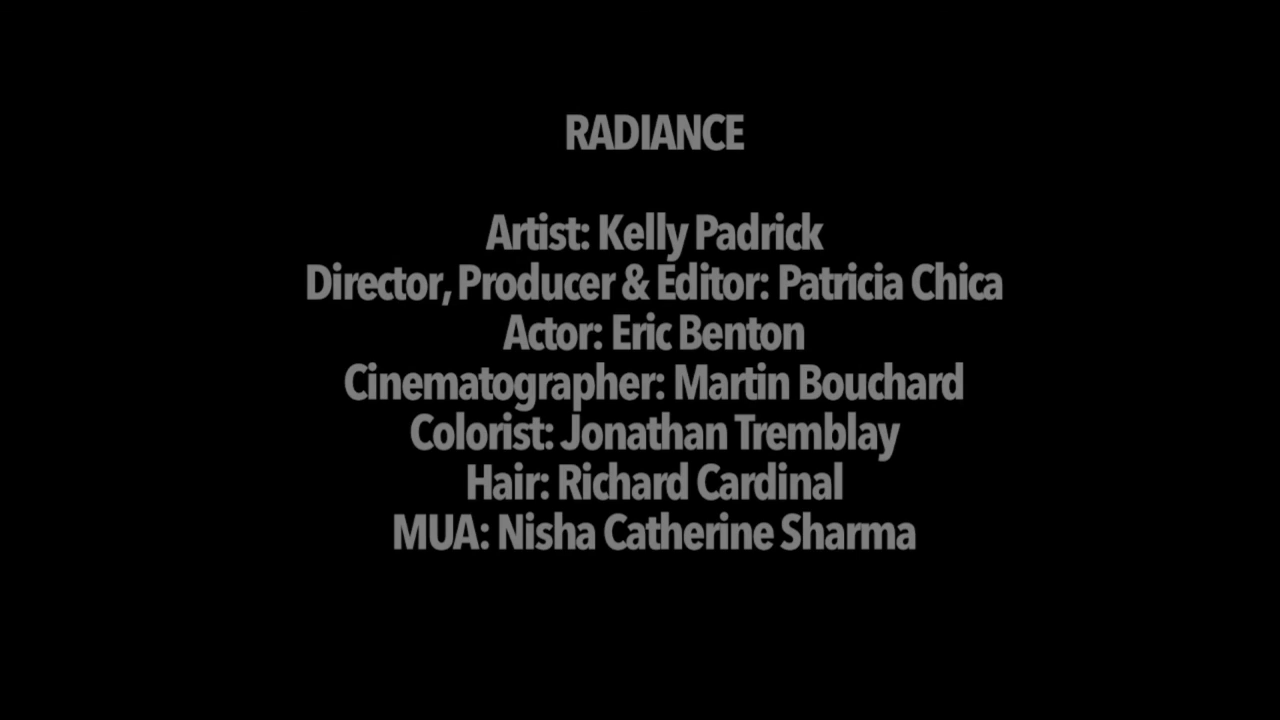 RADIANCE
Artist: Kelly Padrick
Director, Producer & Editor: Patricia Chica
Actor: Eric Benton
Cinematographer: Martin Bouchard
Colorist: Jonathan Tremblay
Hair: Richard Cardinal
MUA: Nisha Catherine Sharma